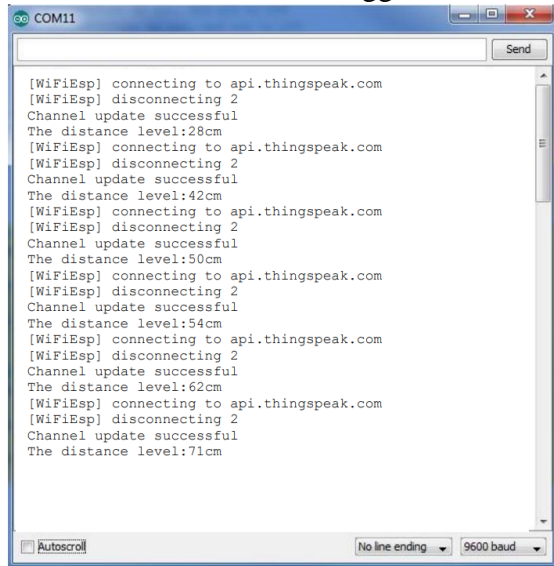 COM11
Send
[WiFiEsp] connecting to api.thingspeak.com
[WiFiEsp] disconnecting 2
Channel update successful
The distance level:28cm
[WiFiEsp] connecting to api.thingspeak.com
[WiFiEsp] disconnecting 2
Channel update successful
The distance level:42cm
[WiFiEsp] connecting to api.thingspeak.com
[WiFiEsp] disconnecting 2
Channel update successful
The distance level:50cm
[WiFiEsp] connecting to api.thingspeak.com
[WiFiEsp] disconnecting 2
Channel update successful
The distance level:54cm
[WiFiEsp] connecting to api.thingspeak.com
[WiFiEsp] disconnecting 2
Channel update successful
The distance level:62cm
[WiFiEsp] connecting to api.thingspeak.com
[WiFiEsp] disconnecting 2
Channel update successful
The distance level:71cm
Autoscroll No line ending 9600 baud